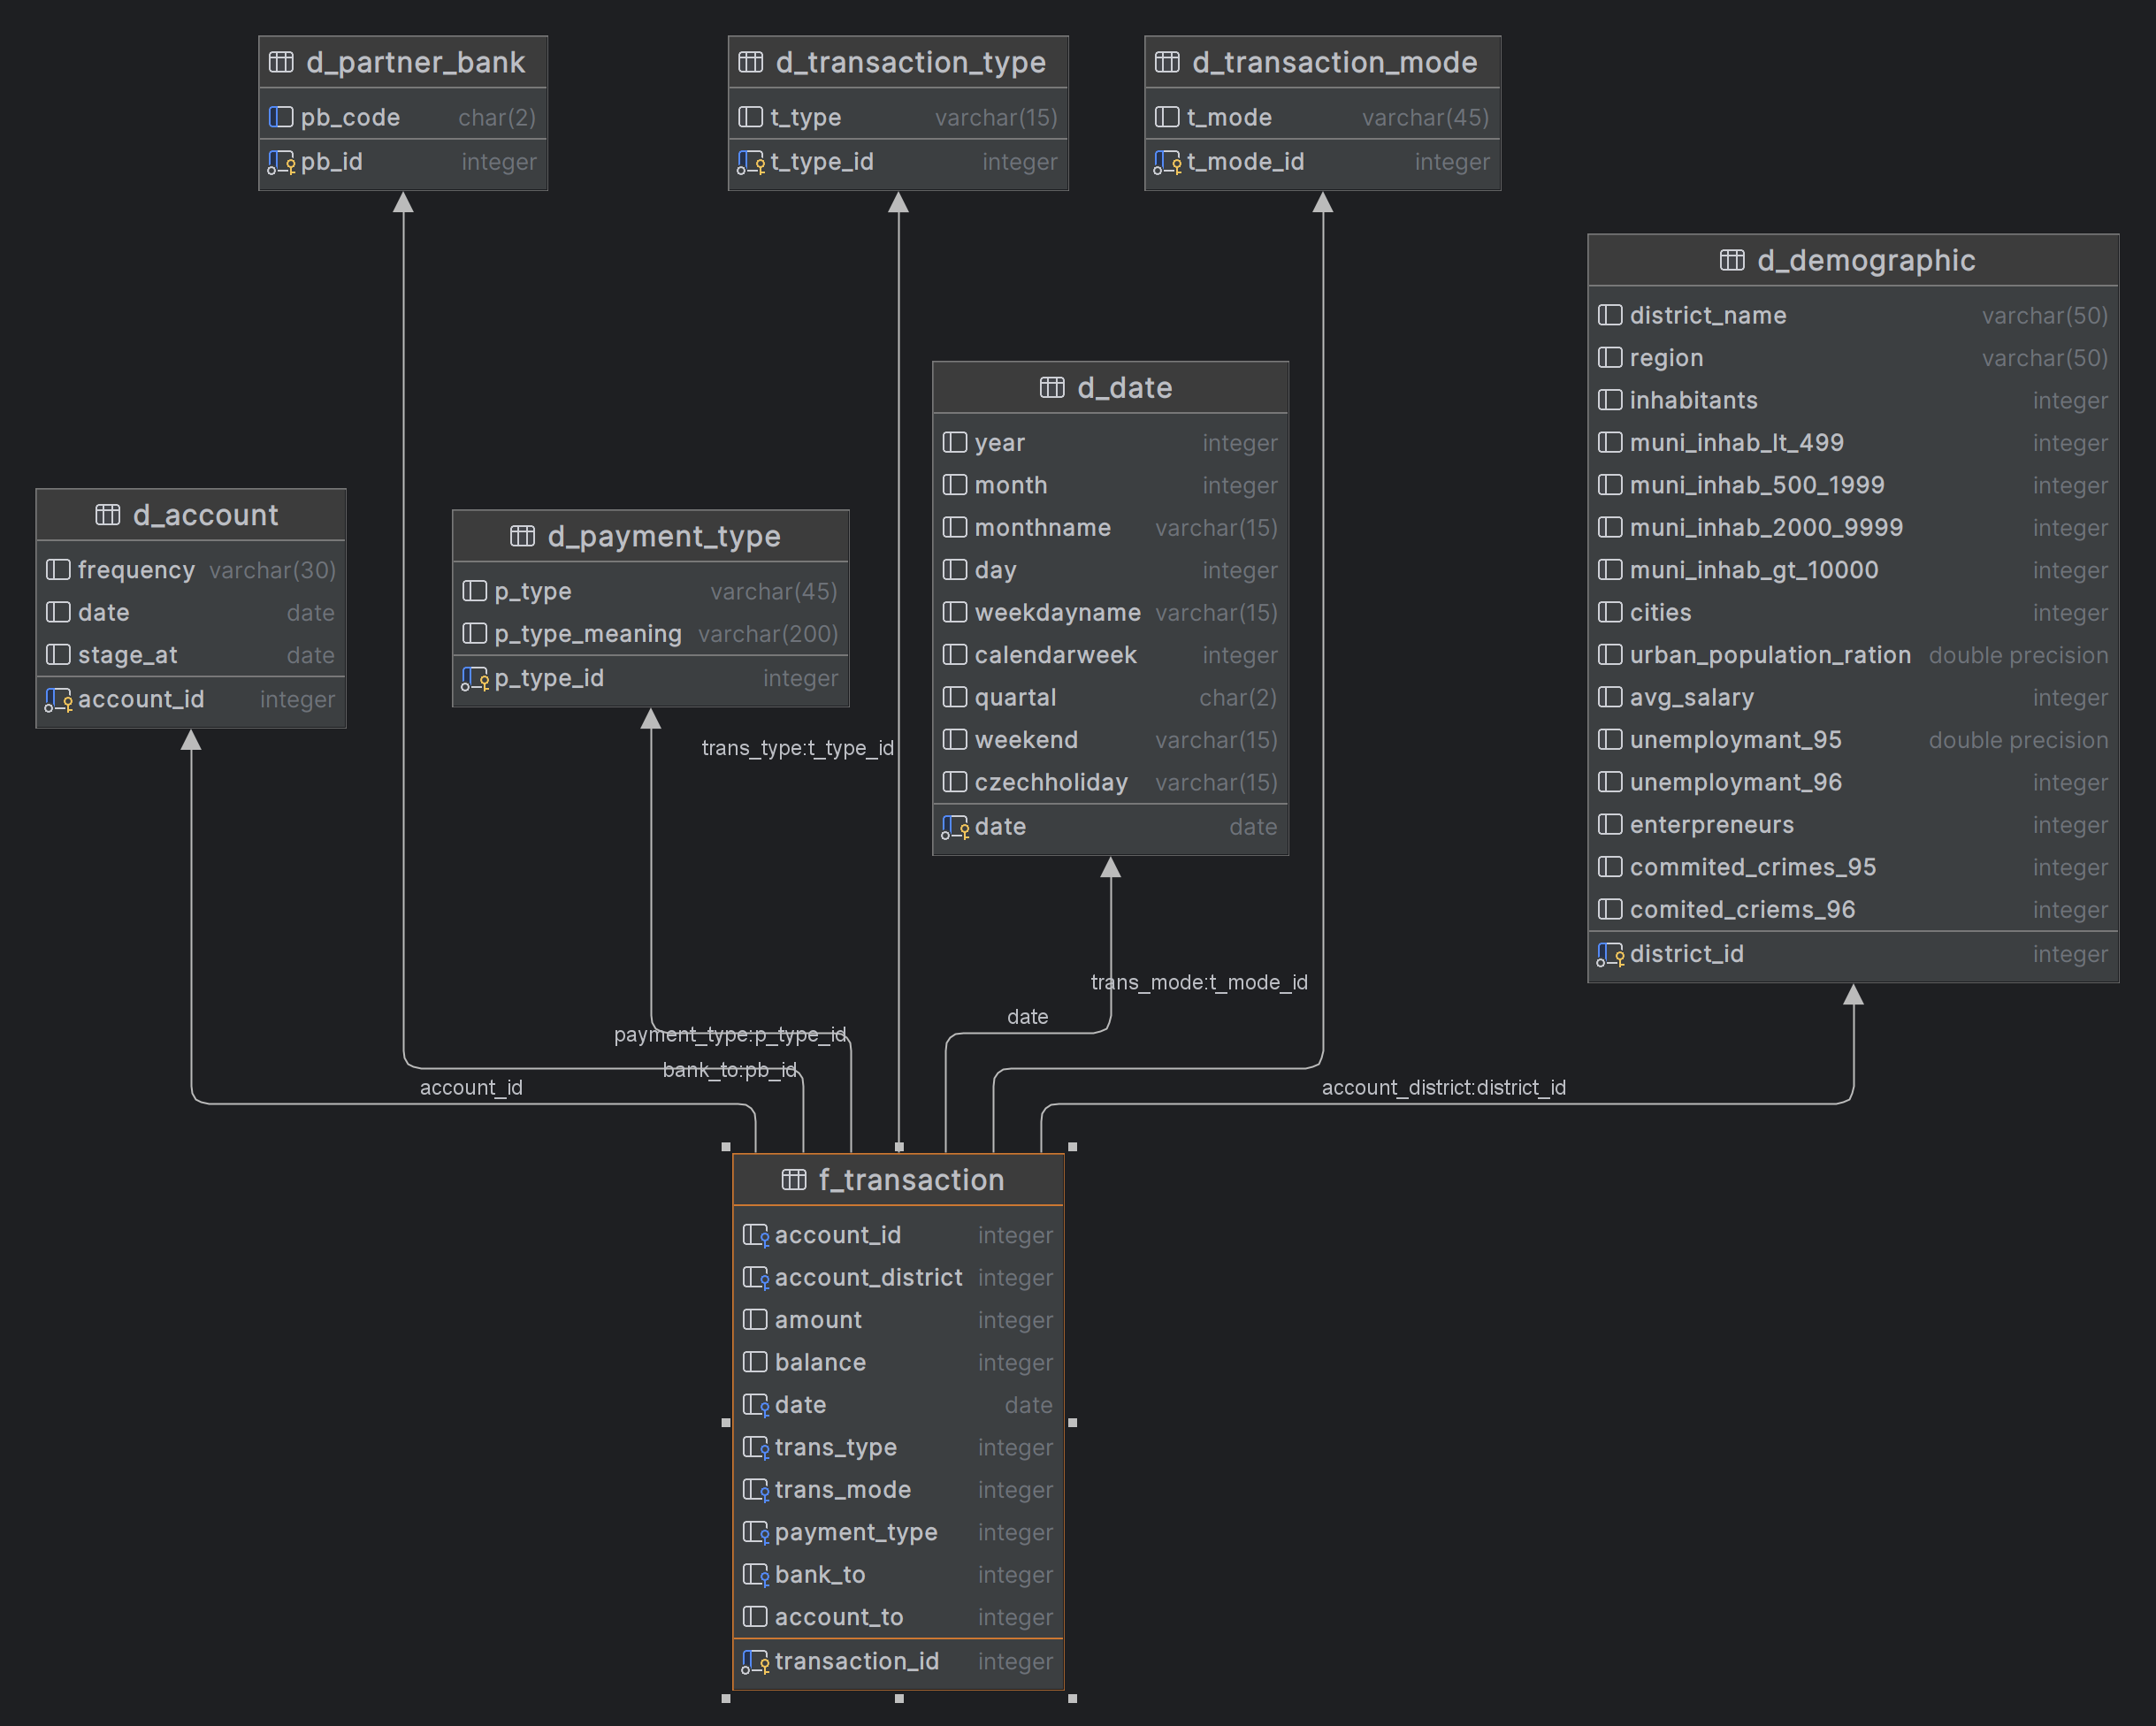 d_partner_bank
pb_code char(2)
pb_id integer
d_transaction_type
t_type varchar(15)
t_type_id integer
d_transaction_mode
t_mode varchar(45)
t_mode_id integer
d_demographic
district_name varchar(50)
region varchar(50)
inhabitants integer
muni_inhab_lt_499 integer
muni_inhab_500_1999 integer
muni_inhab_2000_9999 integer
muni_inhab_gt_10000 integer
cities integer
urban_population_ration double precision
avg_salary integer
unemploymant_95 double precision
unemploymant_96 integer
enterpreneurs integer
commited_crimes_95 integer
comited_criems_96 integer
district_id integer
d_date
year integer
month integer
monthname varchar(15)
day integer
weekdayname varchar(15)
calendarweek integer
quartal char(2)
weekend varchar(15)
czechholiday varchar(15)
date date
d_account
frequency varchar(30)
date date
stage_at date
account_id integer
d_payment_type
p_type varchar(45)
p_type_meaning varchar(200)
p_type_id integer
trans_type:t_type_id
trans_mode:t_mode_id
date
payment_type:p_type_id
bank_to:pb_id
account_id
account_district:district_id
f_transaction
account_id integer
account_district integer
amount integer
balance integer
date date
trans_type integer
trans_mode integer
payment_type integer
bank_to integer
account_to integer
transaction_id integer